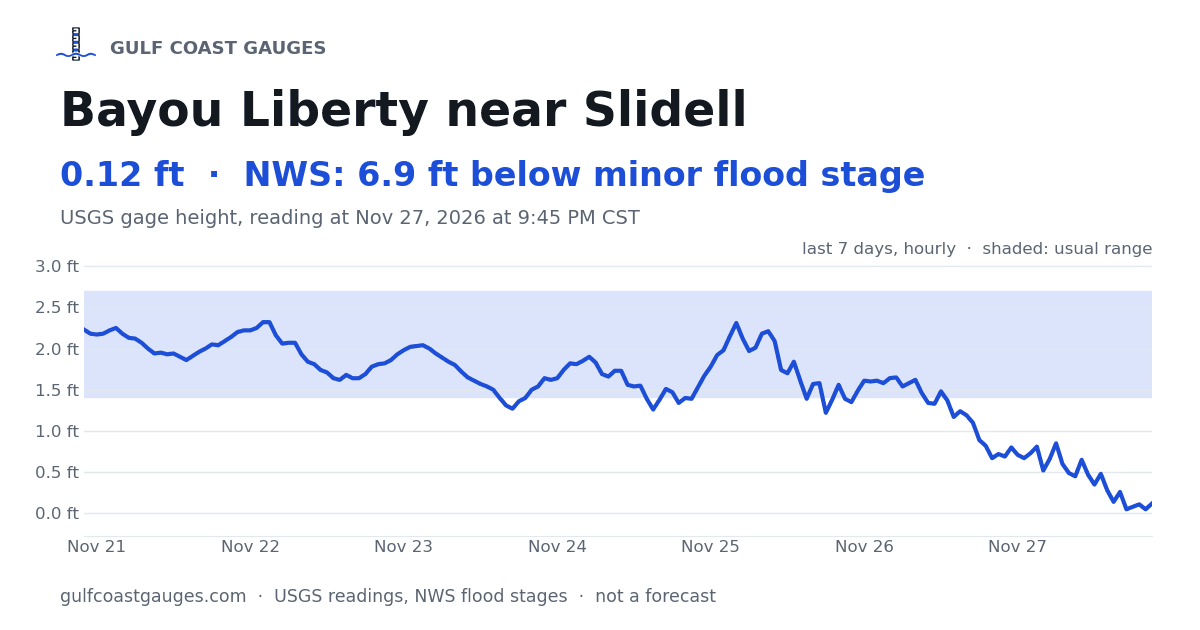 GULF COAST GAUGES
Bayou Liberty near Slidell
0.12 ft · NWS: 6.9 ft below minor flood stage
USGS gage height, reading at Nov 27, 2026 at 9:45 PM CST
last 7 days, hourly · shaded: usual range
3.0 ft
2.5 ft
2.0 ft
1.5 ft
1.0 ft
0.5 ft
0.0 ft
Nov 21 Nov 22 Nov 23 Nov 24 Nov 25 Nov 26 Nov 27
gulfcoastgauges.com · USGS readings, NWS flood stages · not a forecast